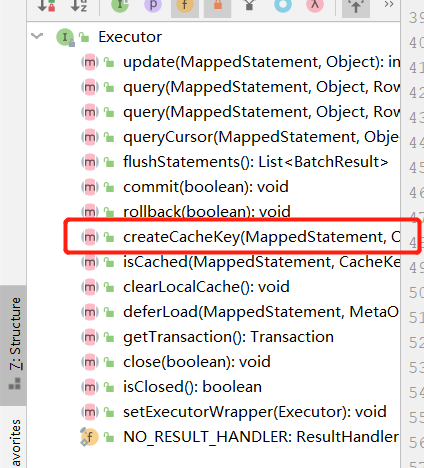 Executor
update(MappedStatement, Object): in
query(MappedStatement, Object, Row
query(MappedStatement, Object, Row
queryCursor(MappedStatement, Objec
flushStatements(): List<BatchResult>
commit(boolean): void
rollback(boolean): void
createCacheKey(MappedStatement, O
isCached(MappedStatement, CacheKe
clearLocalCache(): void
deferLoad(MappedStatement, MetaO
getTransaction(): Transaction
close(boolean): void
isClosed(): boolean
setExecutorWrapper(Executor): void
NO_RESULT_HANDLER: ResultHandler
Z: Structure
avorites
39
40
41
42
43
44
45
46
47
48
49
50
51
52
53
54
55
56
57